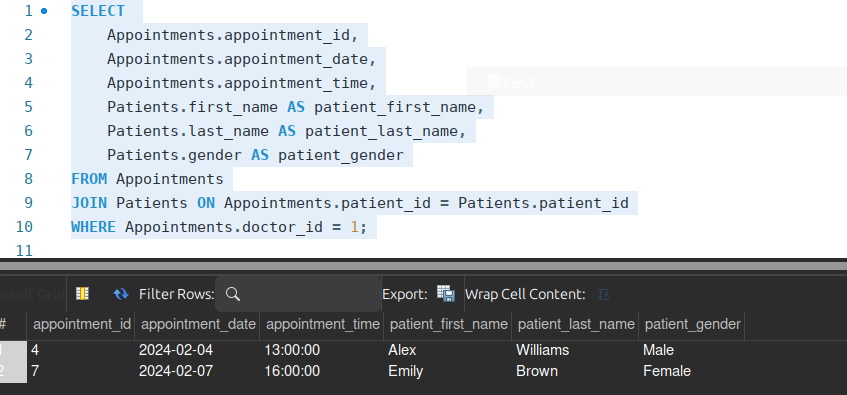 1 SELECT
2 Appointments.appointment_id,
3 Appointments.appointment_date,
4 Appointments.appointment_time,
test
5 Patients.first_name AS patient_first_name,
6 Patients.last_name AS patient_last_name,
7 Patients.gender AS patient_gender
8 FROM Appointments
9 JOIN Patients ON Appointments.patient_id = Patients.patient_id
10 WHERE Appointments.doctor_id = 1;
11
Result Grid Filter Rows: Export: Wrap Cell Content:
# appointment_id appointment_date appointment_time patient_first_name patient_last_name patient_gender
4 2024-02-04 13:00:00 Alex Williams Male
2 7 2024-02-07 16:00:00 Emily Brown Female